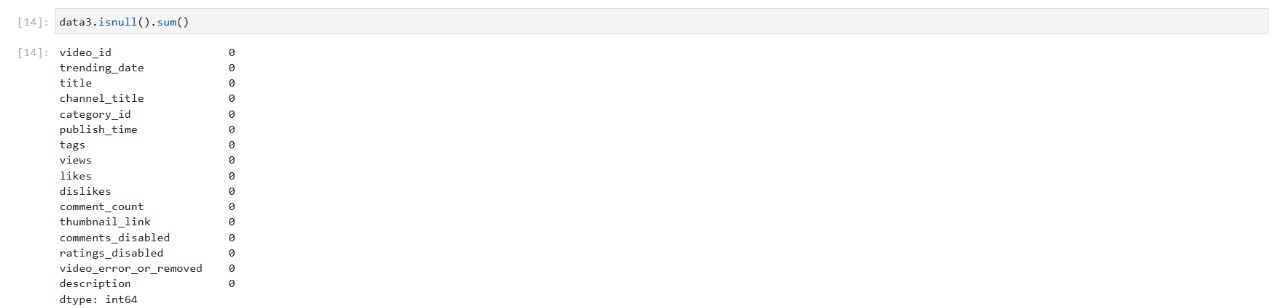 [14]: data3.isnull().sum()
[14]: video_id 0
trending_date 0
title 0
channel_title 0
category_id 0
publish_time 0
tags 0
views 0
likes 0
dislikes 0
comment_count 0
thumbnail_link 0
comments_disabled 0
ratings_disabled 0
video_error_or_removed 0
description 0
dtype: int64